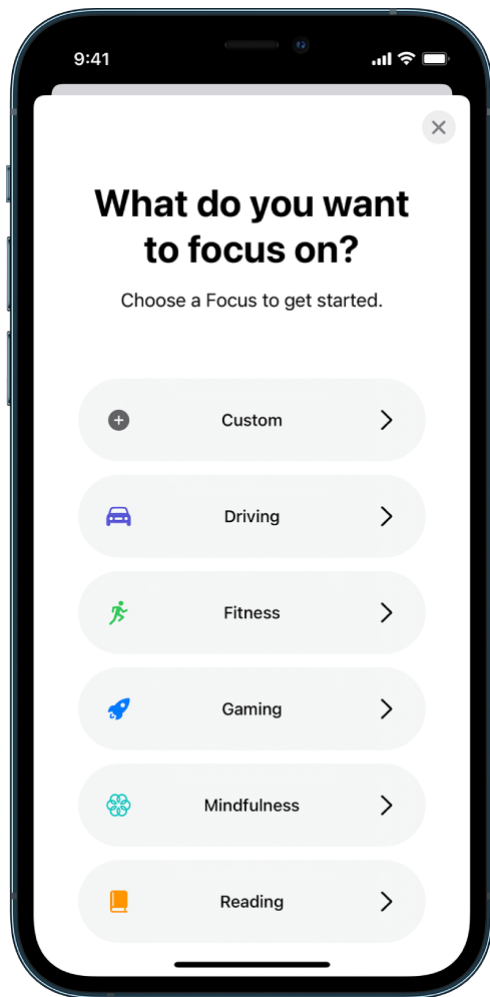 9:41
What do you want
to focus on?
Choose a Focus to get started.
Custom
Driving
Fitness
Gaming
Mindfulness
Reading